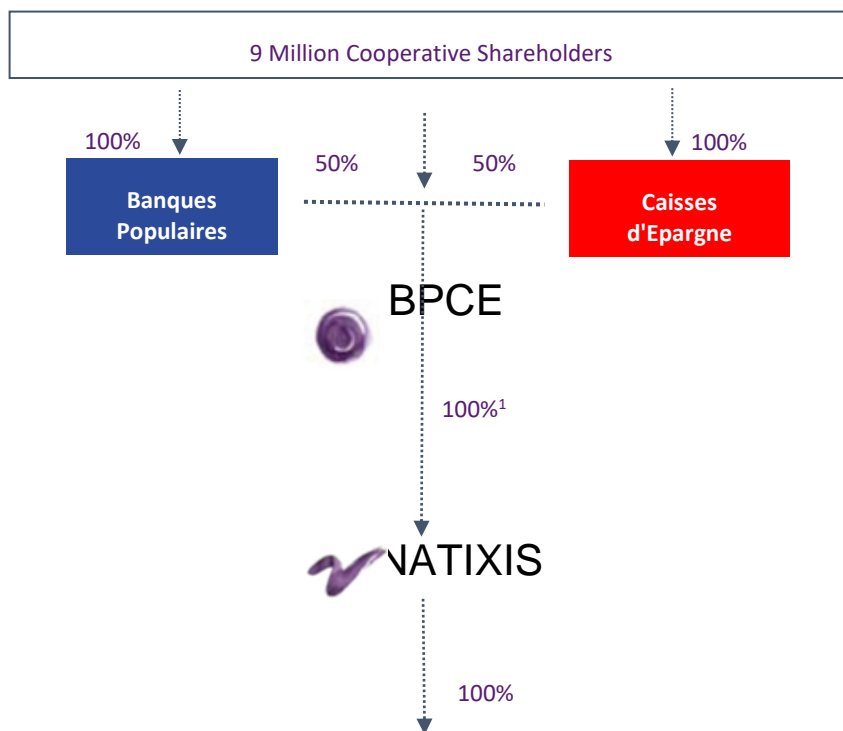 9 Million Cooperative Shareholders
100%
50%
50%
100%
Banques
Populaires
Caisses
d'Epargne
BPCE
100%¹
NATIXIS
100%